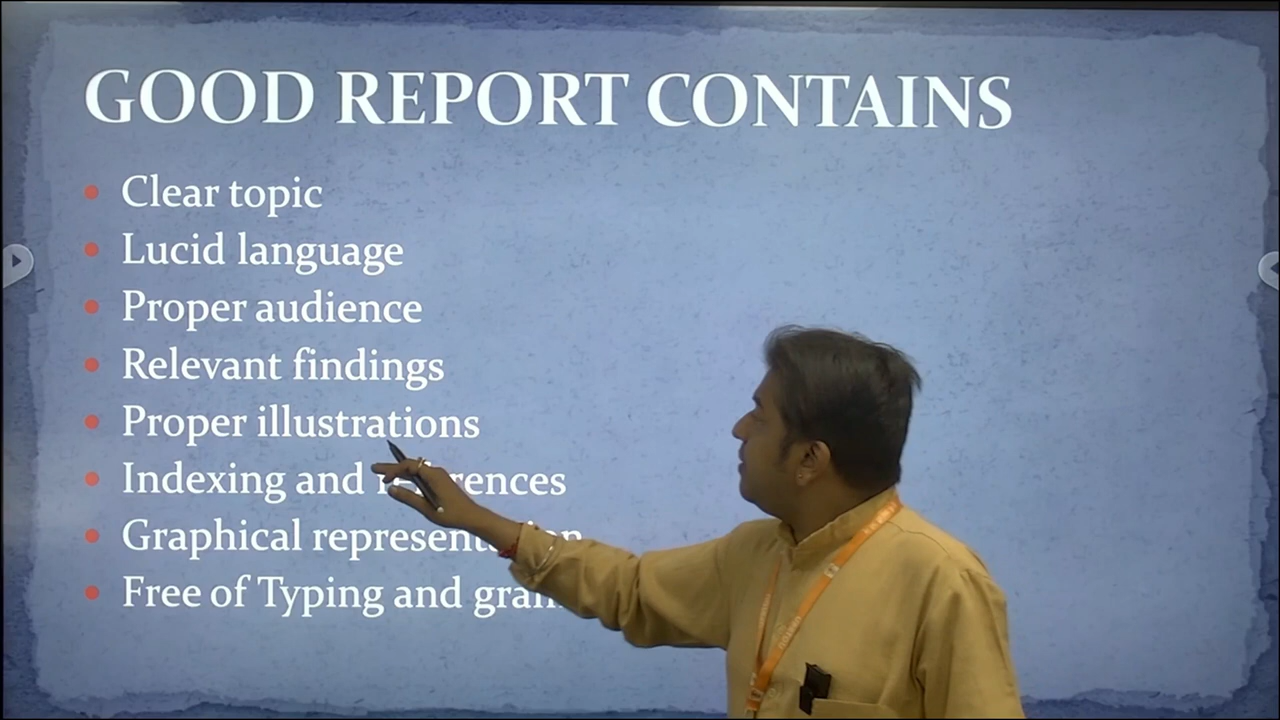 GOOD REPORT CONTAINS
Clear topic
Lucid language
Proper audience
Relevant findings
Proper illustrations
Indexing and references
Graphical representation
Free of Typing and